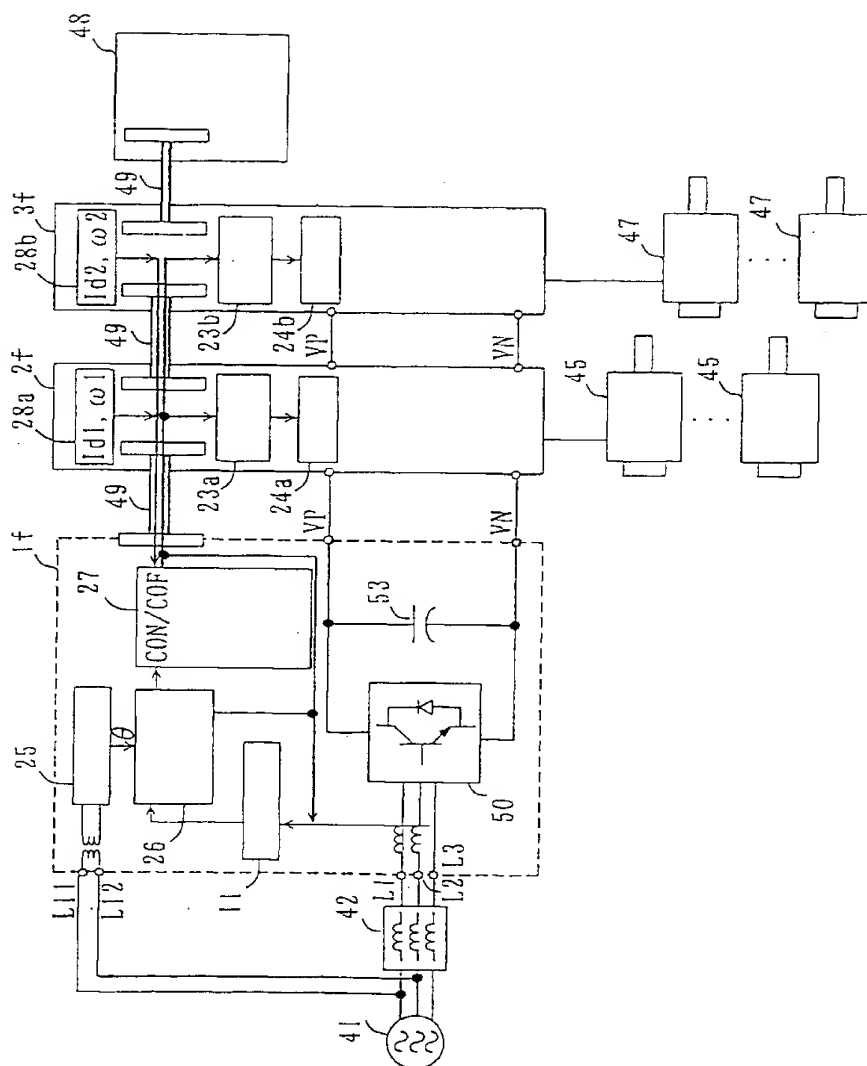 48
49
3f
28b
Id2, ω2
23b
24b
49
VP
VN
47
47
2f
28a
Id1, ω1
23a
24a
49
VP
VN
45
45
1f
27
CON/COF
53
25
θ
26
11
50
L11
L12
L1
L2
L3
42
41